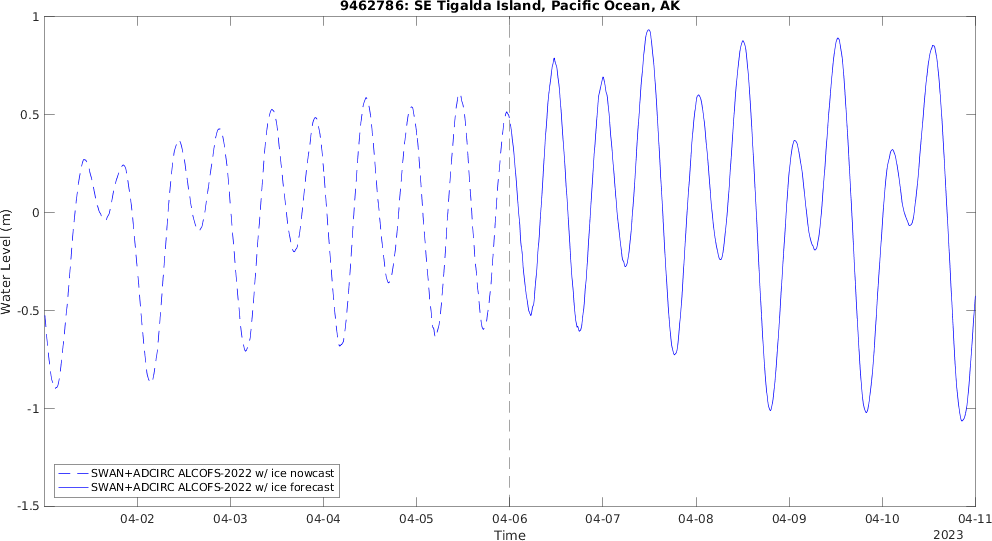 9462786: SE Tigalda Island, Pacific Ocean, AK
1
0.5
0
-0.5
-1
-1.5
Water Level (m)
SWAN+ADCIRC ALCOFS-2022 w/ ice nowcast
SWAN+ADCIRC ALCOFS-2022 w/ ice forecast
04-02 04-03 04-04 04-05 04-06 04-07 04-08 04-09 04-10 04-11
Time
2023